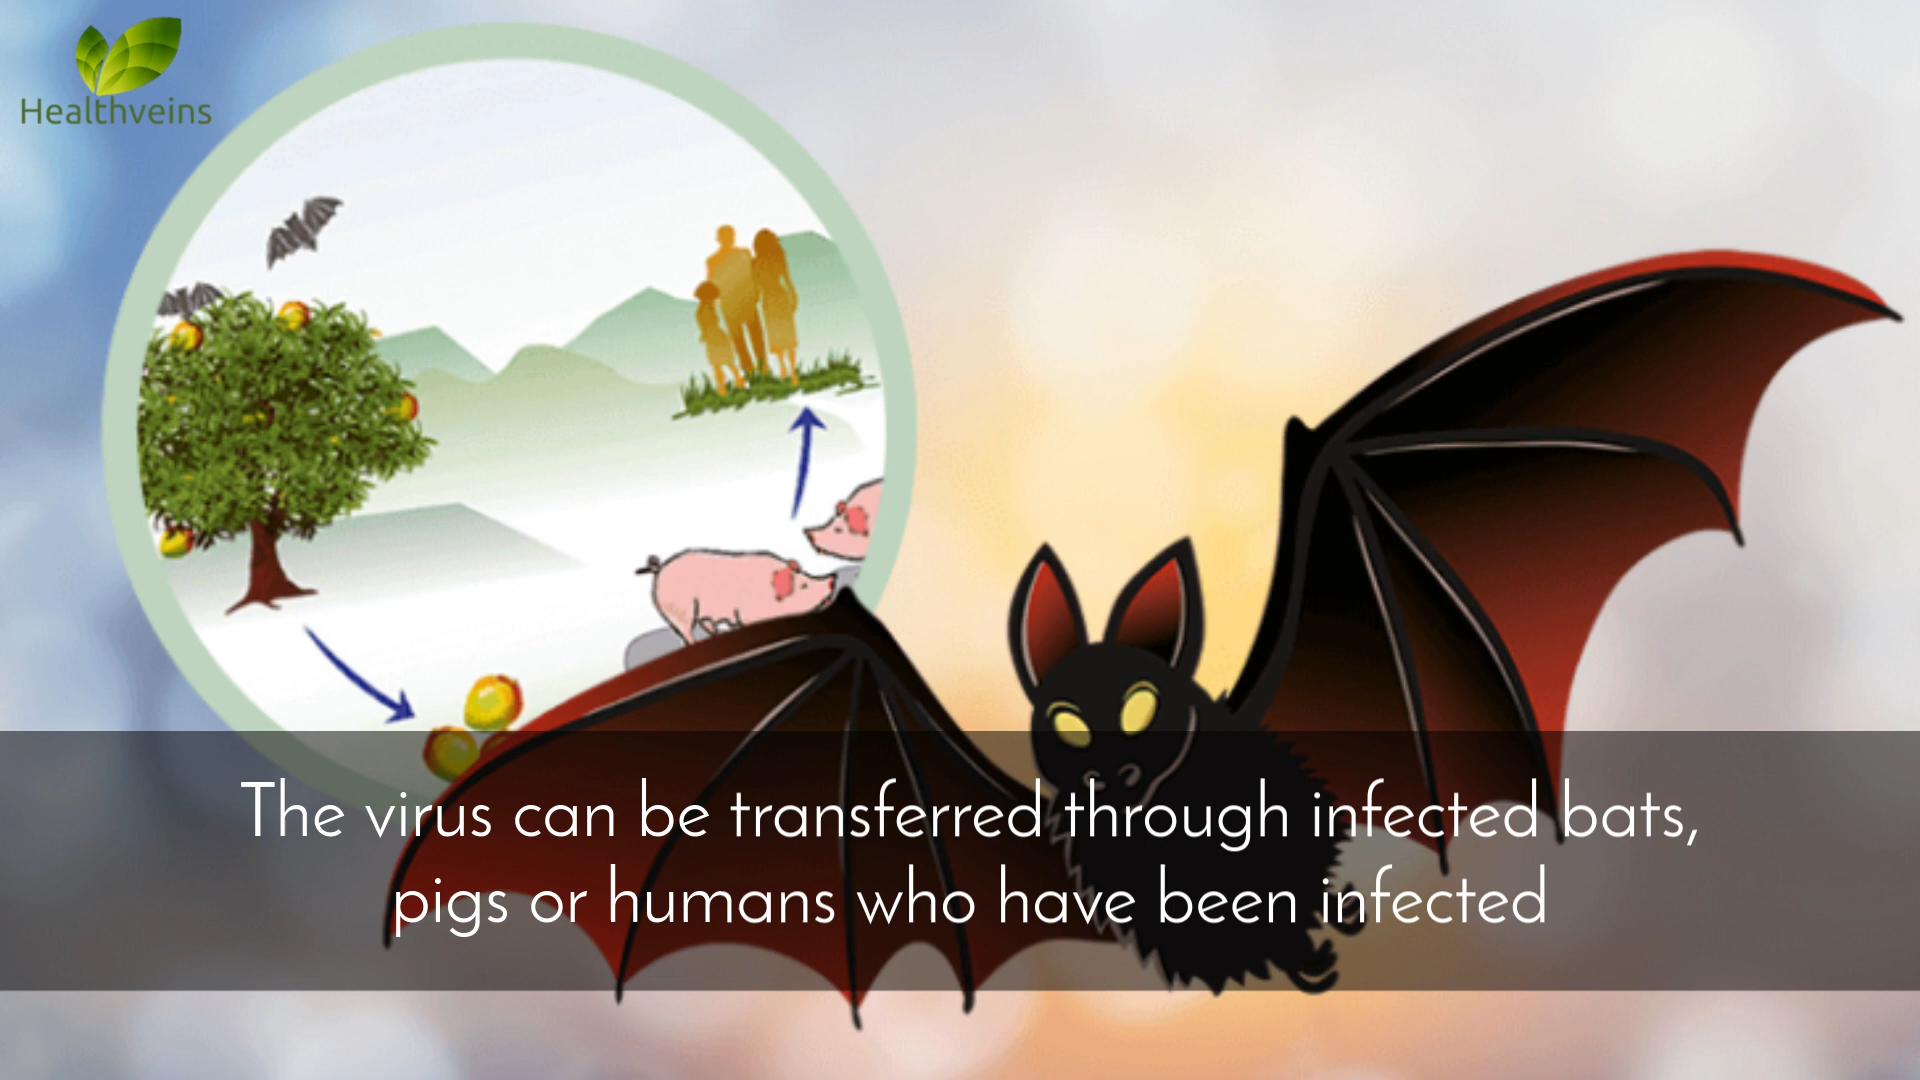 Healthveins
The virus can be transferred through infected bats,
pigs or humans who have been infected